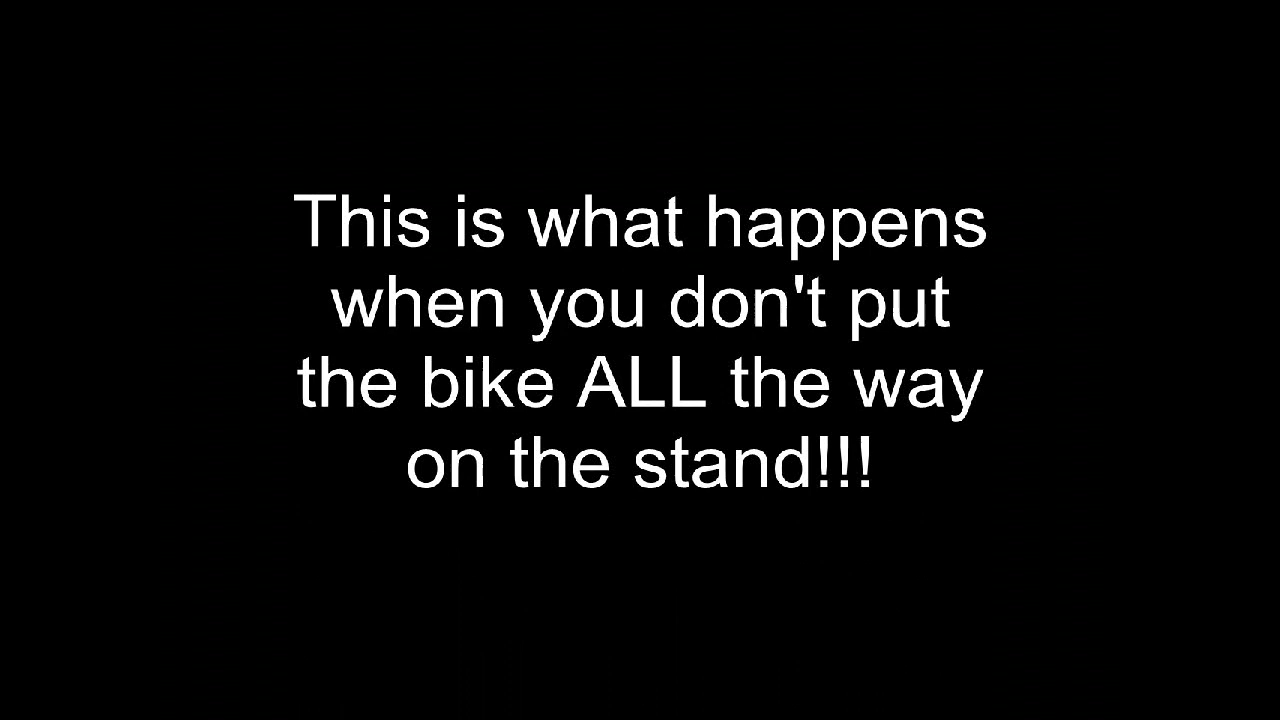 This is what happens
when you don't put
the bike ALL the way
on the stand!!!